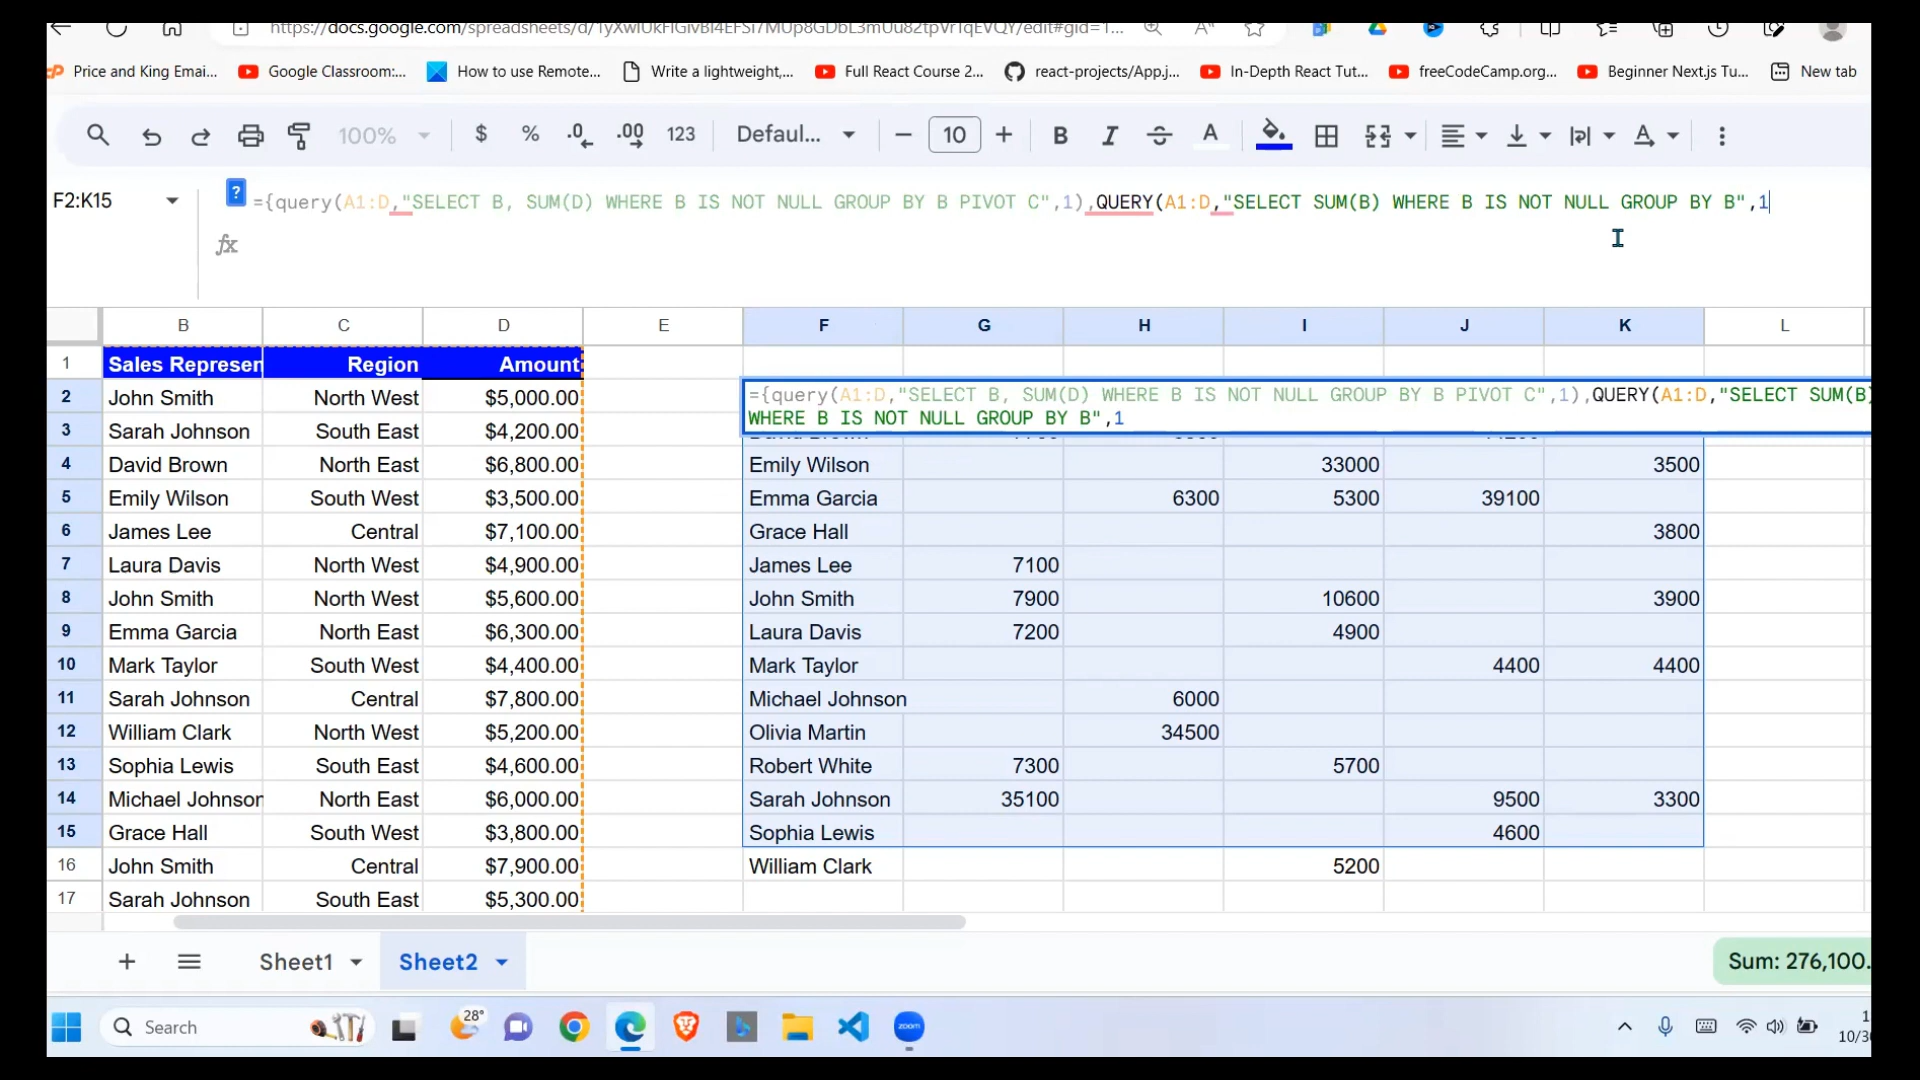 https://docs.google.com/spreadsheets/d/
Price and King Emai...
Google Classroom:...
How to use Remote...
Write a lightweight,...
Full React Course 2...
react-projects/App.j...
In-Depth React Tut...
freeCodeCamp.org...
Beginner Next.js Tu...
New tab
100% $ % .0 .00 123 Defaul... 10 B I S A
F2:K15
? ={query(A1:D,"SELECT B, SUM(D) WHERE B IS NOT NULL GROUP BY B PIVOT C",1),QUERY(A1:D,"SELECT SUM(B) WHERE B IS NOT NULL GROUP BY B",1
fx
B C D E F G H I J K L
1 Sales Represen Region Amount
2 John Smith North West $5,000.00
={query(A1:D,"SELECT B, SUM(D) WHERE B IS NOT NULL GROUP BY B PIVOT C",1),QUERY(A1:D,"SELECT SUM(B)
WHERE B IS NOT NULL GROUP BY B",1
3 Sarah Johnson South East $4,200.00
4 David Brown North East $6,800.00 Emily Wilson 33000 3500
5 Emily Wilson South West $3,500.00 Emma Garcia 6300 5300 39100
6 James Lee Central $7,100.00 Grace Hall 3800
7 Laura Davis North West $4,900.00 James Lee 7100
8 John Smith North West $5,600.00 John Smith 7900 10600 3900
9 Emma Garcia North East $6,300.00 Laura Davis 7200 4900
10 Mark Taylor South West $4,400.00 Mark Taylor 4400 4400
11 Sarah Johnson Central $7,800.00 Michael Johnson 6000
12 William Clark North West $5,200.00 Olivia Martin 34500
13 Sophia Lewis South East $4,600.00 Robert White 7300 5700
14 Michael Johnson North East $6,000.00 Sarah Johnson 35100 9500 3300
15 Grace Hall South West $3,800.00 Sophia Lewis 4600
16 John Smith Central $7,900.00 William Clark 5200
17 Sarah Johnson South East $5,300.00
Sheet1
Sheet2
Sum: 276,100.
Search
28°
zoom